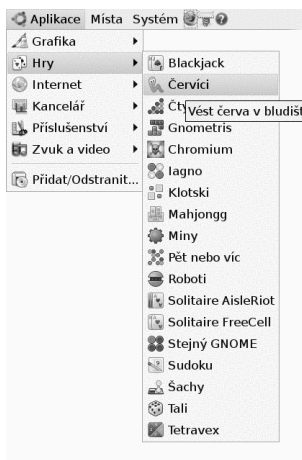 Aplikace Místa Systém
Grafika
Hry
Internet
Kancelář
Příslušenství
Zvuk a video
Přidat/Odstranit...
Blackjack
Červíci
Čty
Vést červa v bludišt
Gnometris
Chromium
Iagno
Klotski
Mahjongg
Miny
Pět nebo víc
Roboti
Solitaire AisleRiot
Solitaire FreeCell
Stejný GNOME
Sudoku
Šachy
Tali
Tetravex